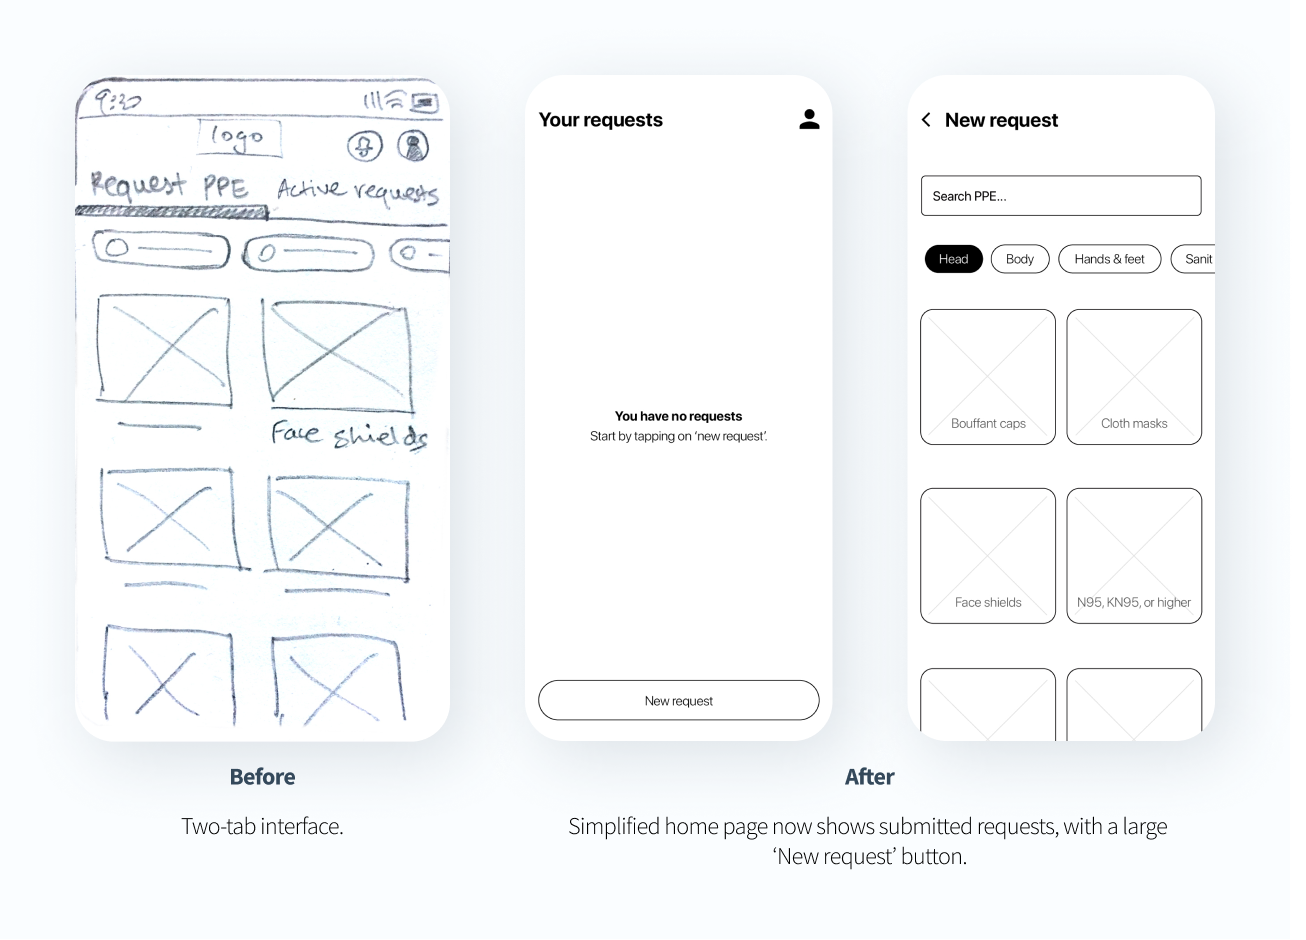 9:30
logo
Request PPE Active requests
Face shields
Your requests
You have no requests
Start by tapping on ‘new request’.
New request
New request
Search PPE...
Head Body Hands & feet Sanit
Bouffant caps Cloth masks
Face shields N95, KN95, or higher
Before
Two-tab interface.
After
Simplified home page now shows submitted requests, with a large
‘New request’ button.